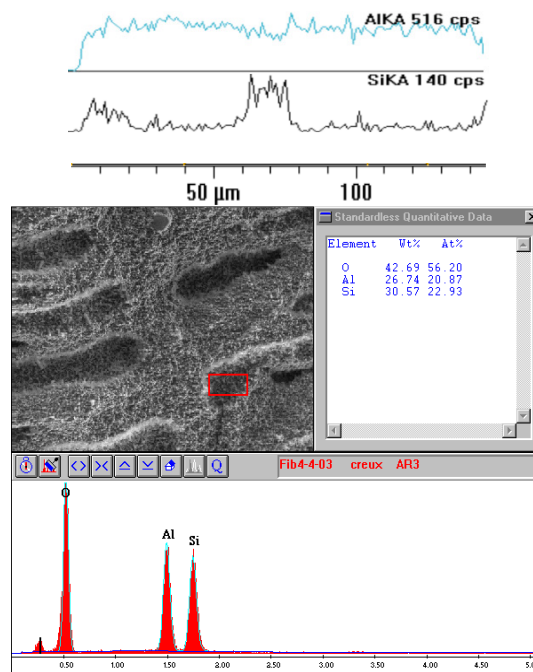 AlKA 516 cps
SiKA 140 cps
50 µm 100
Standardless Quantitative Data
Element Wt% At%
O 42.69 56.20
Al 26.74 20.87
Si 30.57 22.93
Q
Fib4-4-03 creux AR3
O
Al
Si
0.50 1.00 1.50 2.00 2.50 3.00 3.50 4.00 4.50 5.0